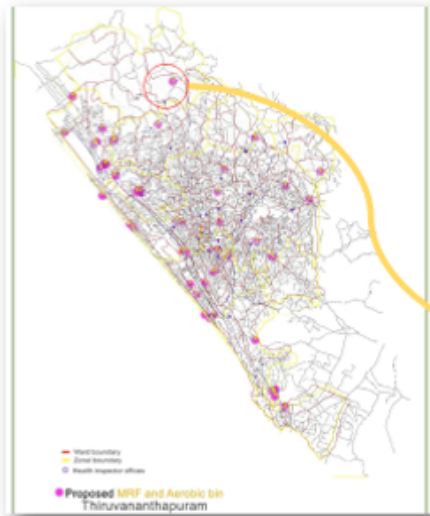 Ward boundary
Zonal boundary
Health inspector offices
Proposed MRF and Aerobic bin
Thiruvananthapuram